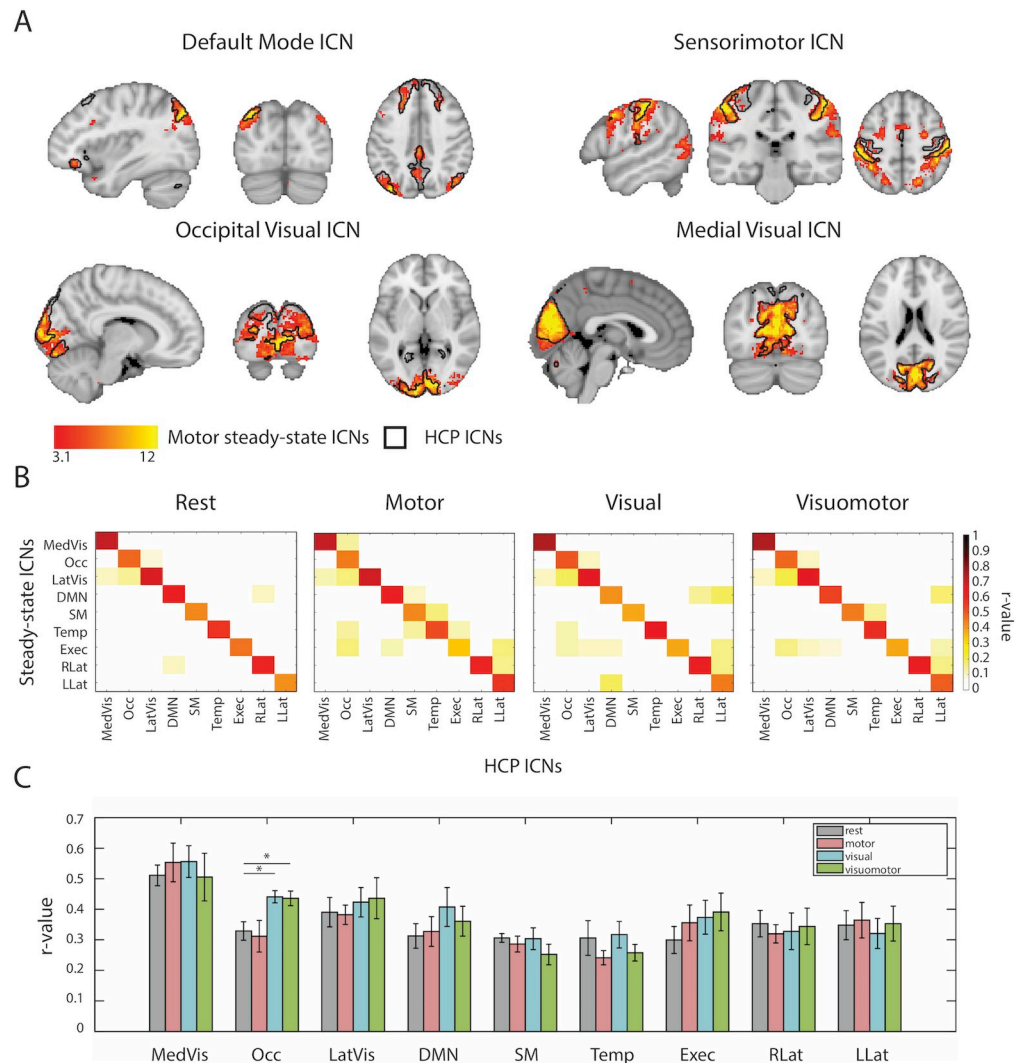 A
Default Mode ICN
Sensorimotor ICN
Occipital Visual ICN
Medial Visual ICN
Motor steady-state ICNs
HCP ICNs
3.1
12
B
Rest
Motor
Visual
Visuomotor
Steady-state ICNs
MedVis
Occ
LatVis
DMN
SM
Temp
Exec
RLat
LLat
MedVis Occ LatVis DMN SM Temp Exec RLat LLat
MedVis Occ LatVis DMN SM Temp Exec RLat LLat
MedVis Occ LatVis DMN SM Temp Exec RLat LLat
MedVis Occ LatVis DMN SM Temp Exec RLat LLat
1
0.9
0.8
0.7
0.6
0.5
0.4
0.3
0.2
0.1
0
r-value
HCP ICNs
C
r-value
0.7
0.6
0.5
0.4
0.3
0.2
0.1
0
* 
*
rest
motor
visual
visuomotor
MedVis Occ LatVis DMN SM Temp Exec RLat LLat